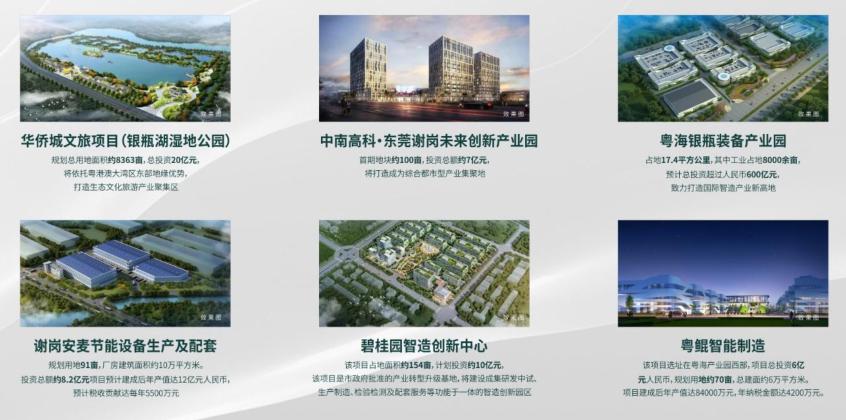 效果图
效果图
效果图
华侨城文旅项目(银瓶湖湿地公园)
中南高科·东莞谢岗未来创新产业园
粤海银瓶装备产业园
规划总用地面积约8363亩,总投资20亿元,
将依托粤港澳大湾区东部地缘优势,
打造生态文化旅游产业聚集区
首期地块约100亩,投资总额约7亿元,
将打造成为综合都市型产业集聚地
占地17.4平方公里,其中工业占地8000余亩,
预计总投资超过人民币600亿元,
致力打造国际智造产业新高地
效果图
效果图
效果图
谢岗安麦节能设备生产及配套
碧桂园智造创新中心
粤鲲智能制造
规划用地91亩,厂房建筑面积约10万平方米。
投资总额约8.2亿元项目预计建成后年产值达12亿元人民币,
预计税收贡献达每年5500万元
该项目占地面积约154亩,计划投资约10亿元,
该项目是市政府批准的产业转型升级基地,将建设成集研发中试、
生产制造、检验检测及配套服务等功能于一体的智造创新园区
该项目选址在粤海产业园西部,项目总投资6亿
元人民币,规划用地约70亩,总建面约6万平方米。
项目建成后年产值达84000万元,年纳税金额达4200万元。